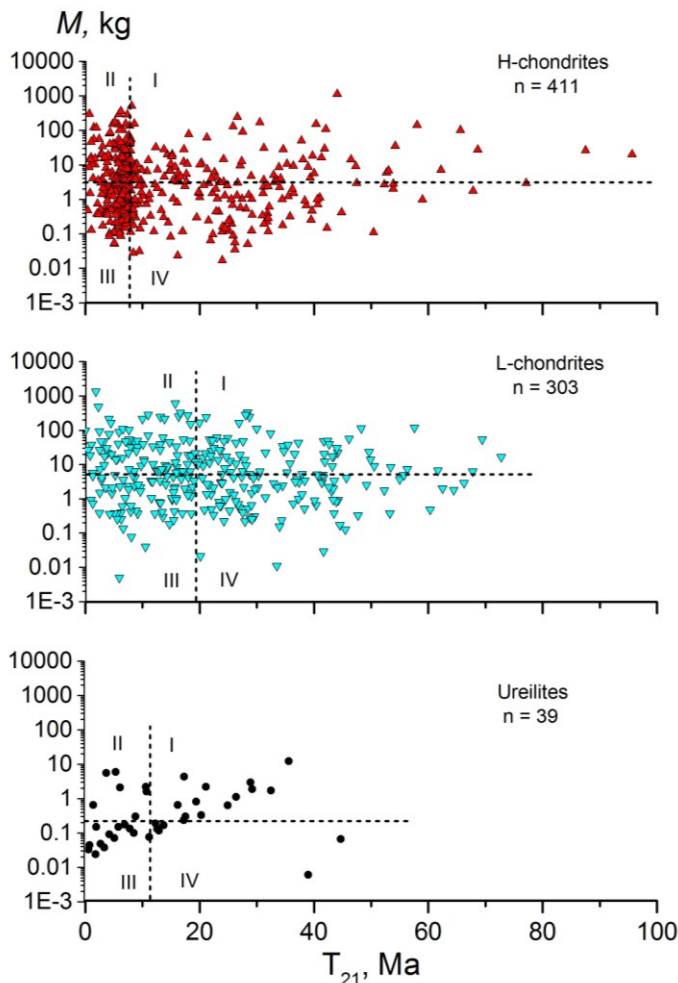 M, kg
10000
1000
100
10
1
0.1
0.01
1E-3
II I
III IV
H-chondrites
n = 411
10000
1000
100
10
1
0.1
0.01
1E-3
II I
III IV
L-chondrites
n = 303
10000
1000
100
10
1
0.1
0.01
1E-3
II I
III IV
Ureilites
n = 39
0 20 40 60 80 100
T21, Ma